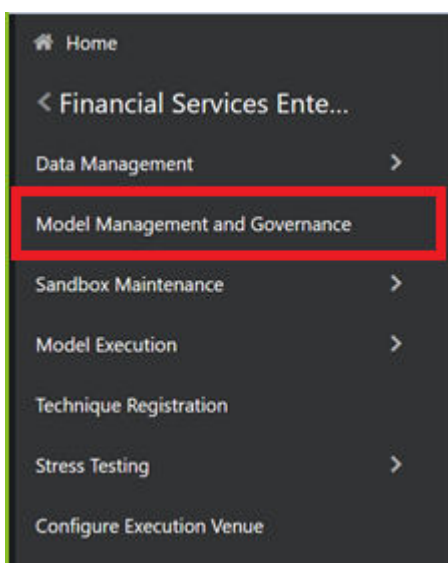 Home
< Financial Services Ente...
Data Management >
Model Management and Governance
Sandbox Maintenance >
Model Execution >
Technique Registration
Stress Testing >
Configure Execution Venue